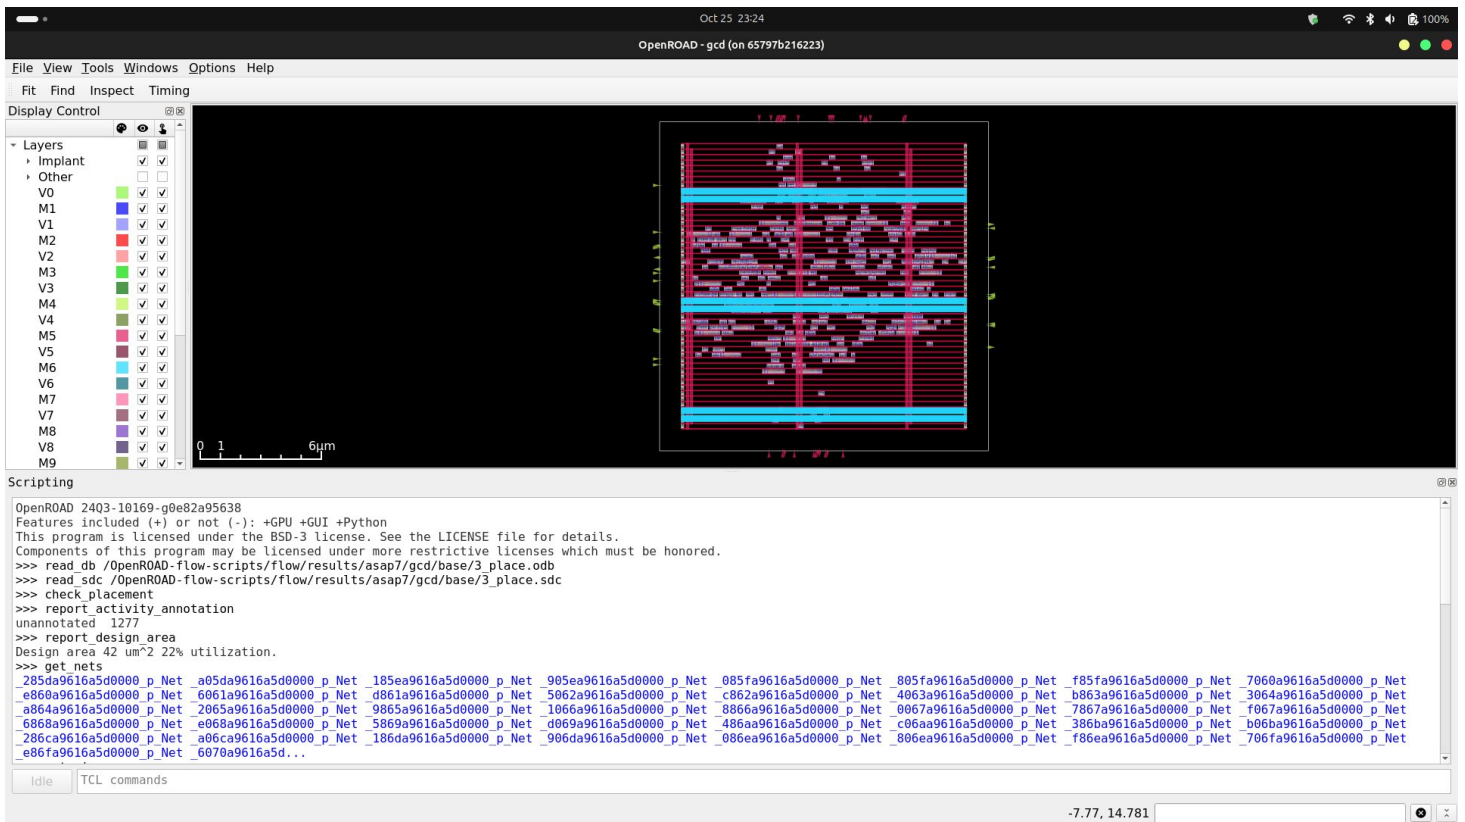 Oct 25 23:24
100%
OpenROAD - gcd (on 65797b216223)
File View Tools Windows Options Help
Fit Find Inspect Timing
Display Control
Layers
Implant
Other
V0
M1
V1
M2
V2
M3
V3
M4
V4
M5
V5
M6
V6
M7
V7
M8
V8
M9
0 1 6μm
Scripting
OpenROAD 24Q3-10169-g0e82a95638
Features included (+) or not (-): +GPU +GUI +Python
This program is licensed under the BSD-3 license. See the LICENSE file for details.
Components of this program may be licensed under more restrictive licenses which must be honored.
>>> read_db /OpenROAD-flow-scripts/flow/results/asap7/gcd/base/3_place.odb
>>> read_sdc /OpenROAD-flow-scripts/flow/results/asap7/gcd/base/3_place.sdc
>>> check_placement
>>> report_activity_annotation
unannotated 1277
>>> report_design_area
Design area 42 um^2 22% utilization.
>>> get_nets
_285da9616a5d0000_p_Net _a05da9616a5d0000_p_Net _185ea9616a5d0000_p_Net _905ea9616a5d0000_p_Net _085fa9616a5d0000_p_Net _805fa9616a5d0000_p_Net _f85fa9616a5d0000_p_Net _7060a9616a5d0000_p_Net
_e860a9616a5d0000_p_Net _6061a9616a5d0000_p_Net _d861a9616a5d0000_p_Net _5062a9616a5d0000_p_Net _c862a9616a5d0000_p_Net _4063a9616a5d0000_p_Net _b863a9616a5d0000_p_Net _3064a9616a5d0000_p_Net
_a864a9616a5d0000_p_Net _2065a9616a5d0000_p_Net _9865a9616a5d0000_p_Net _1066a9616a5d0000_p_Net _8866a9616a5d0000_p_Net _0067a9616a5d0000_p_Net _7867a9616a5d0000_p_Net _f067a9616a5d0000_p_Net
_6868a9616a5d0000_p_Net _e068a9616a5d0000_p_Net _5869a9616a5d0000_p_Net _d069a9616a5d0000_p_Net _486aa9616a5d0000_p_Net _c06aa9616a5d0000_p_Net _386ba9616a5d0000_p_Net _b06ba9616a5d0000_p_Net
_286ca9616a5d0000_p_Net _a06ca9616a5d0000_p_Net _186da9616a5d0000_p_Net _906da9616a5d0000_p_Net _086ea9616a5d0000_p_Net _806ea9616a5d0000_p_Net _f86ea9616a5d0000_p_Net _706fa9616a5d0000_p_Net
_e86fa9616a5d0000_p_Net _6070a9616a5d...
Idle
TCL commands
-7.77, 14.781